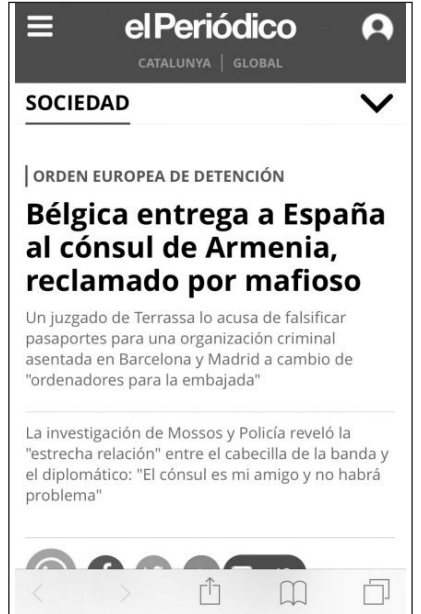 elPeriódico
CATALUNYA | GLOBAL
SOCIEDAD
ORDEN EUROPEA DE DETENCIÓN
Bélgica entrega a España
al cónsul de Armenia,
reclamado por mafioso
Un juzgado de Terrassa lo acusa de falsificar
pasaportes para una organización criminal
asentada en Barcelona y Madrid a cambio de
"ordenadores para la embajada"
La investigación de Mossos y Policía reveló la
"estrecha relación" entre el cabecilla de la banda y
el diplomático: "El cónsul es mi amigo y no habrá
problema"